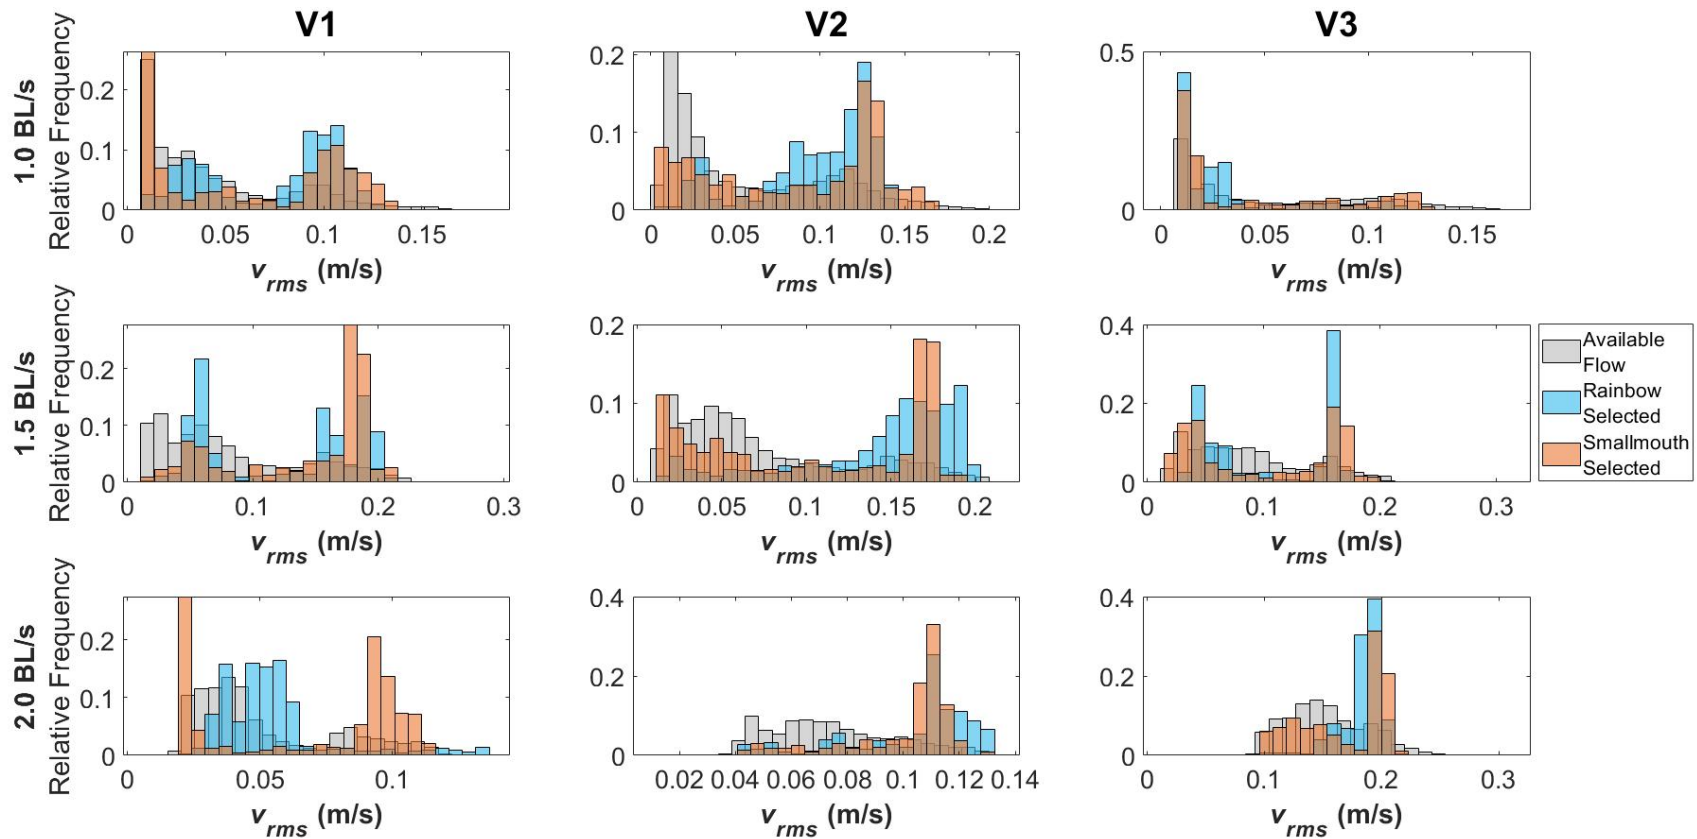 V1 V2 V3
1.0 BL/s
Relative Frequency
0.2
0.1
0
0 0.05 0.1 0.15
v_rms (m/s)
0.2
0.1
0
0 0.05 0.1 0.15 0.2
v_rms (m/s)
0.5
0
0 0.05 0.1 0.15
v_rms (m/s)
1.5 BL/s
Relative Frequency
0.2
0.1
0
0 0.1 0.2 0.3
v_rms (m/s)
0.2
0.1
0
0.05 0.1 0.15 0.2
v_rms (m/s)
0.4
0.2
0
0 0.1 0.2 0.3
v_rms (m/s)
Available
Flow
Rainbow
Selected
Smallmouth
Selected
2.0 BL/s
Relative Frequency
0.2
0.1
0
0 0.05 0.1
v_rms (m/s)
0.4
0.2
0
0.02 0.04 0.06 0.08 0.1 0.12 0.14
v_rms (m/s)
0.4
0.2
0
0 0.1 0.2 0.3
v_rms (m/s)